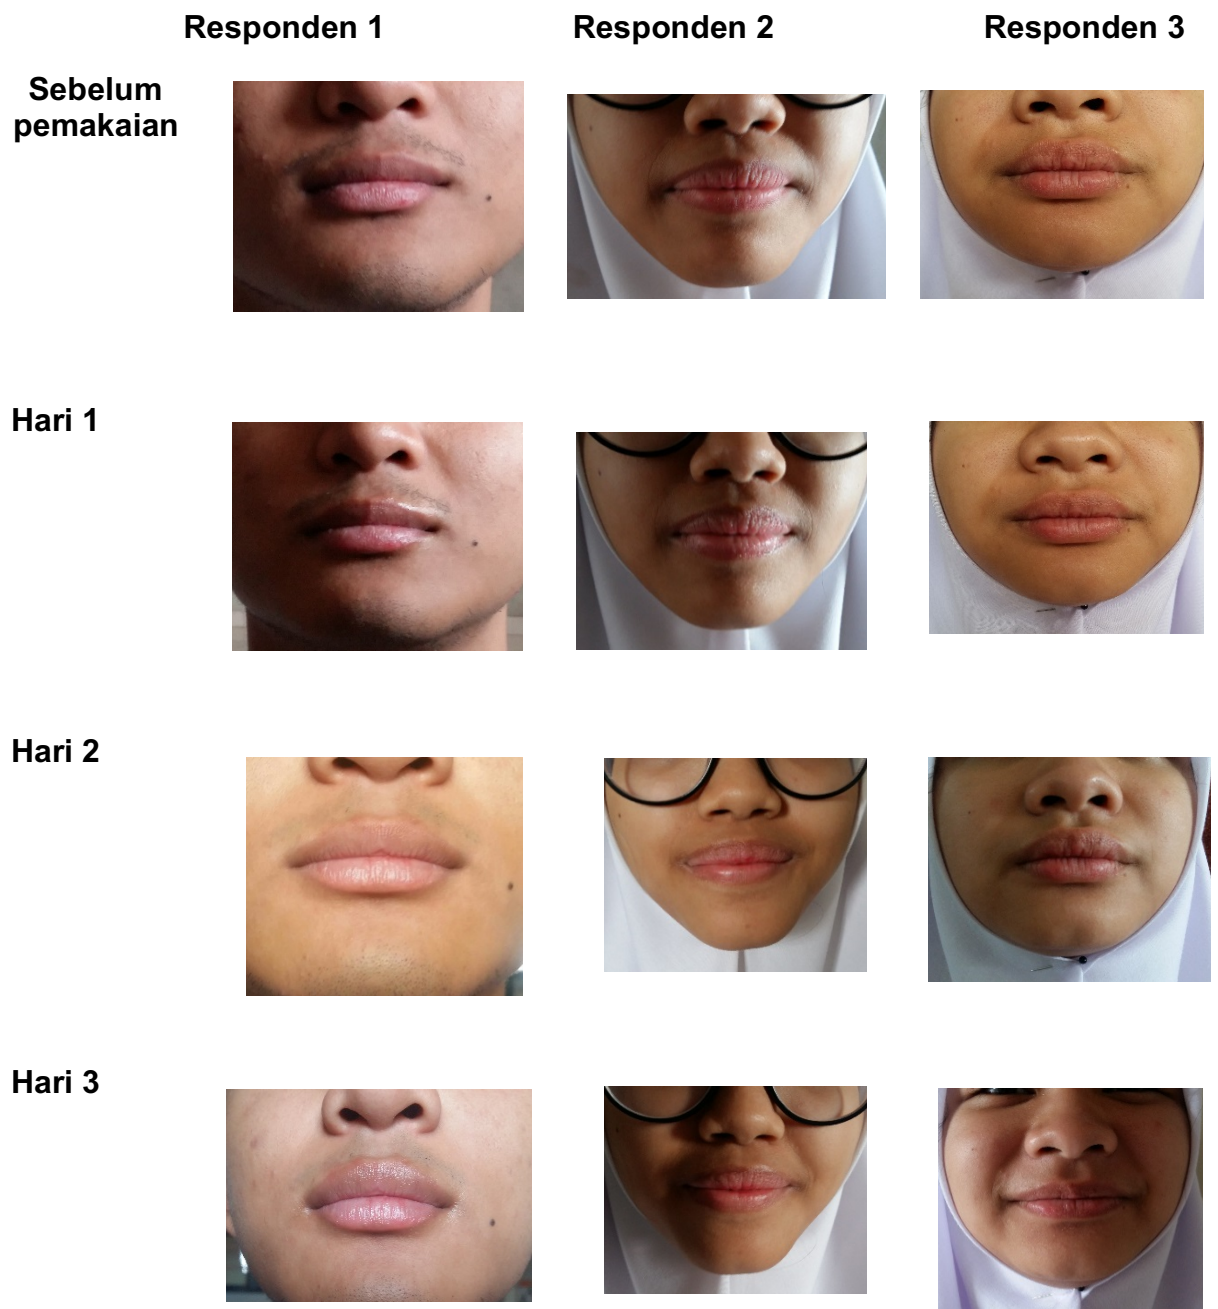 Responden 1 Responden 2 Responden 3
Sebelum
pemakaian
Hari 1
Hari 2
Hari 3